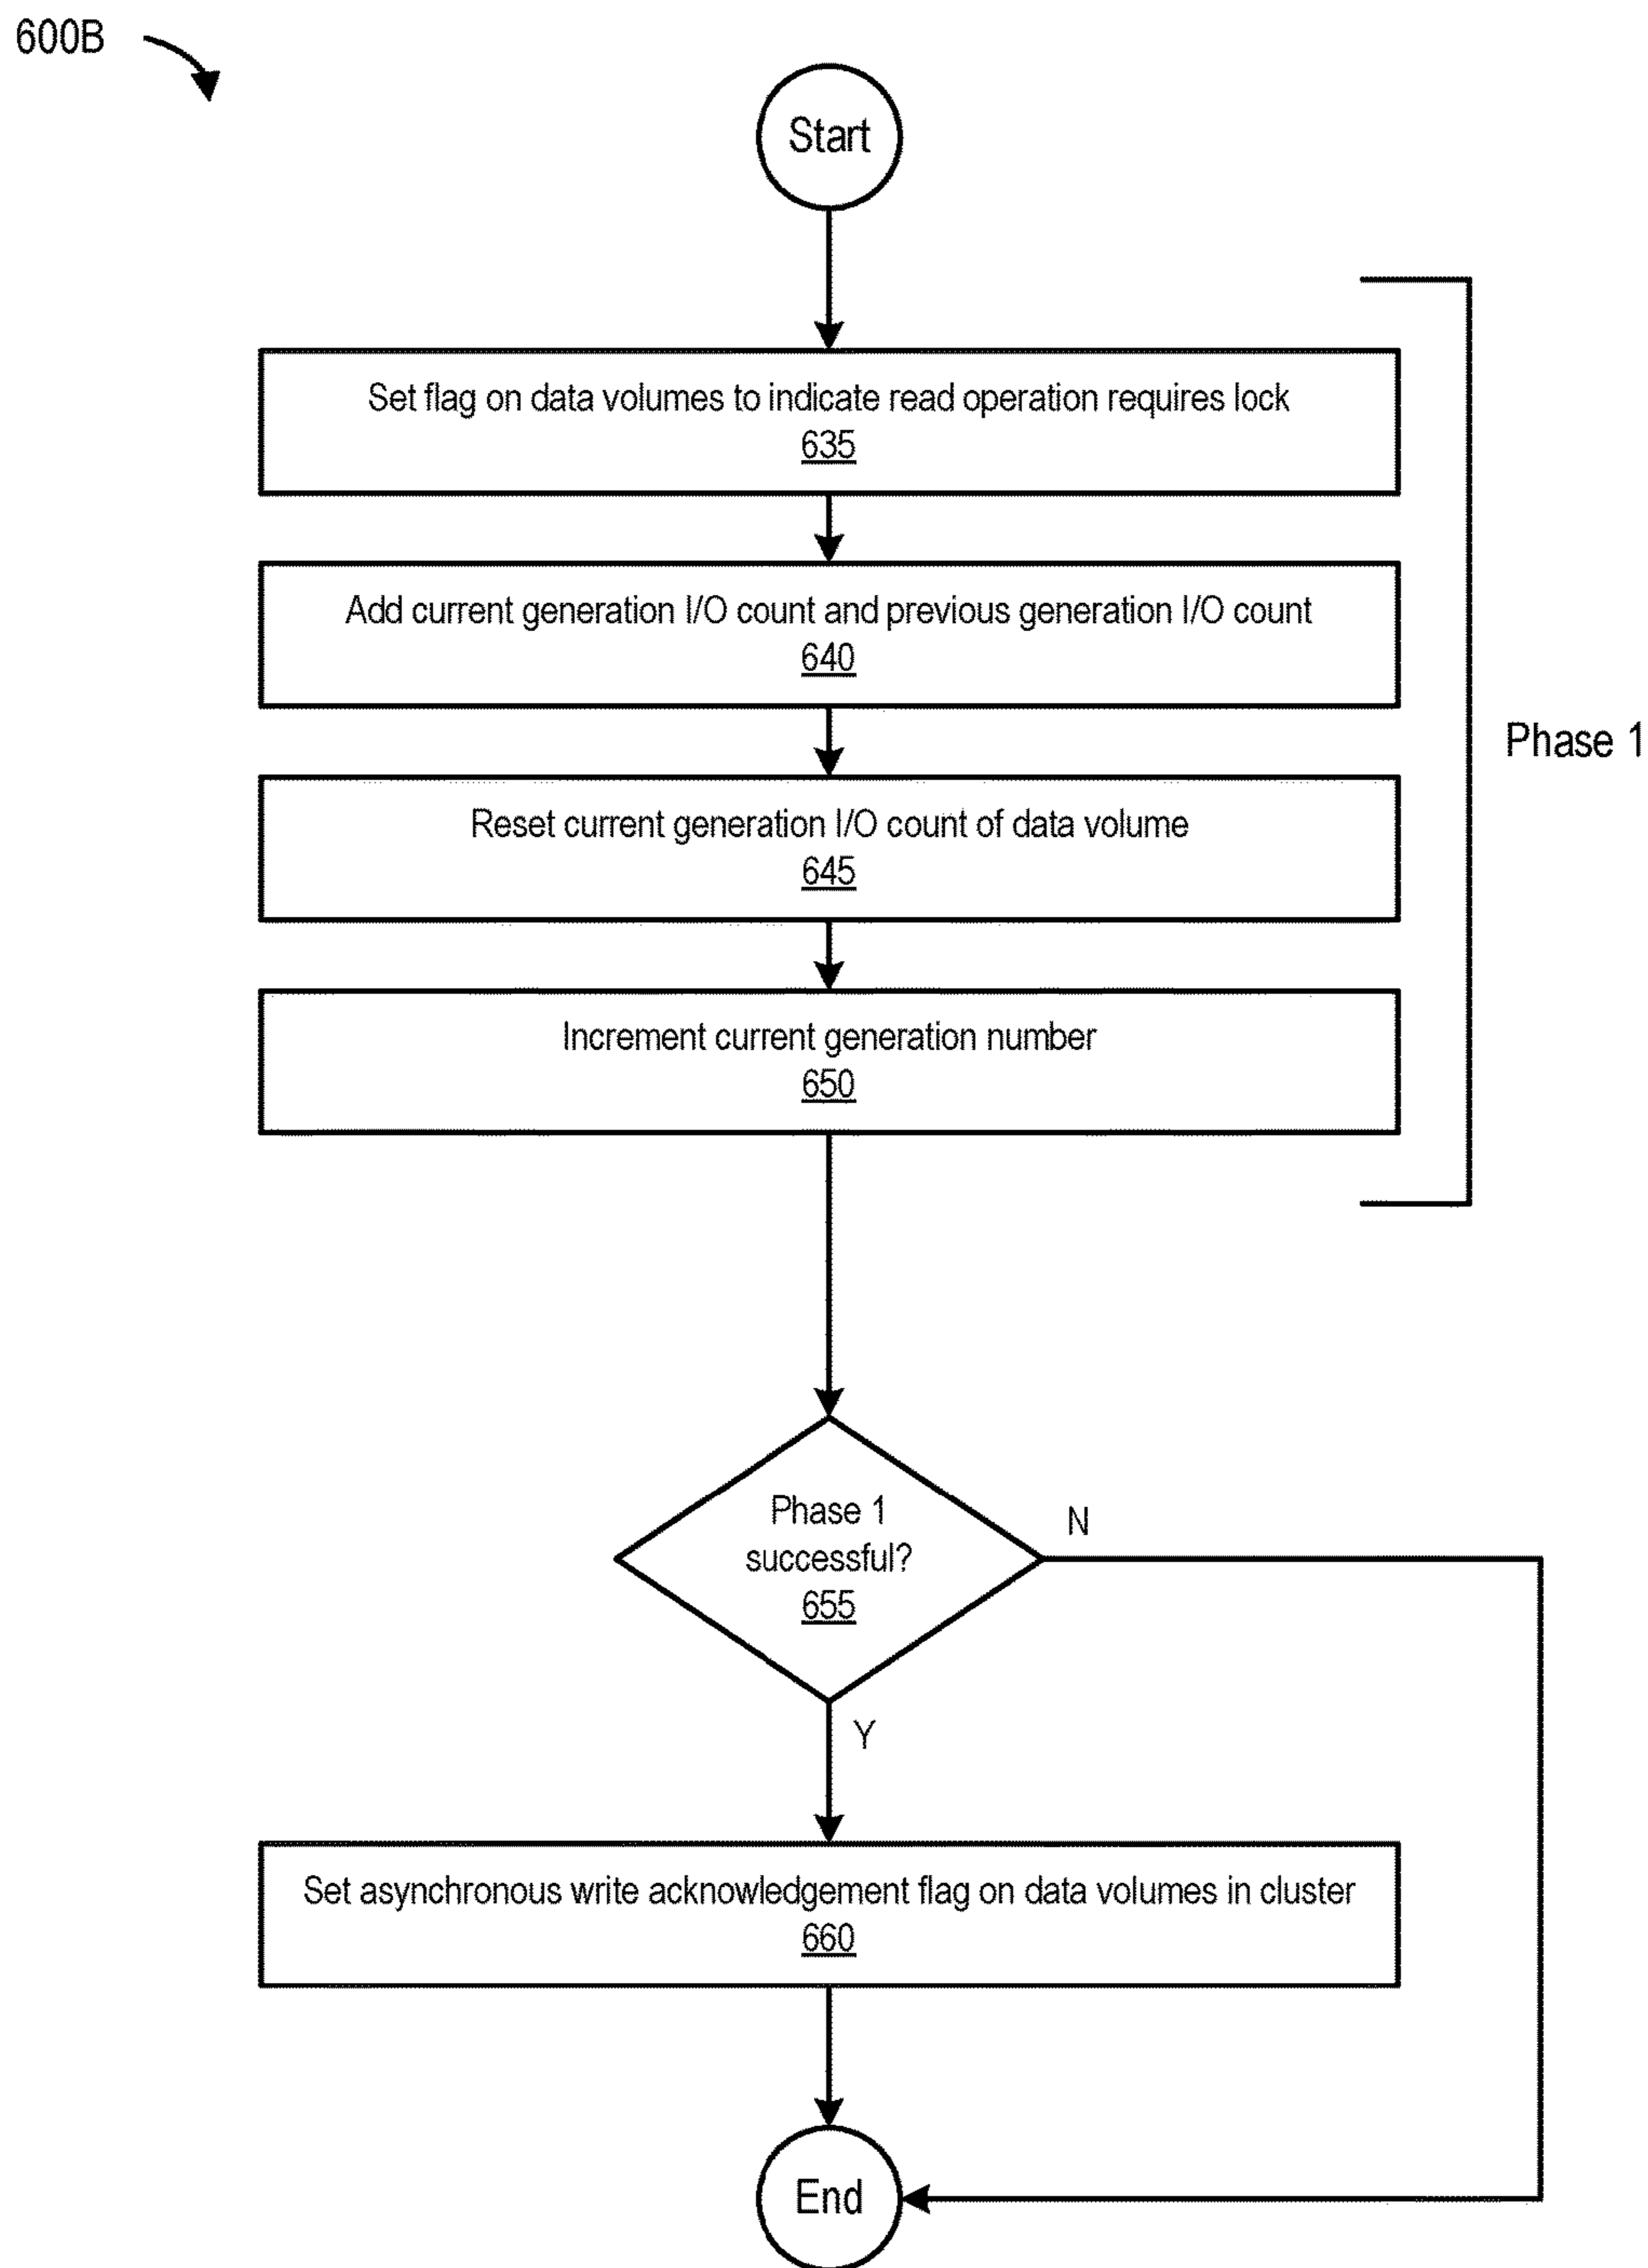 600B
Start
Set flag on data volumes to indicate read operation requires lock
635
Add current generation I/O count and previous generation I/O count
640
Phase 1
Reset current generation I/O count of data volume
645
Increment current generation number
650
Phase 1
successful?
655
N
Y
Set asynchronous write acknowledgement flag on data volumes in cluster
660
End